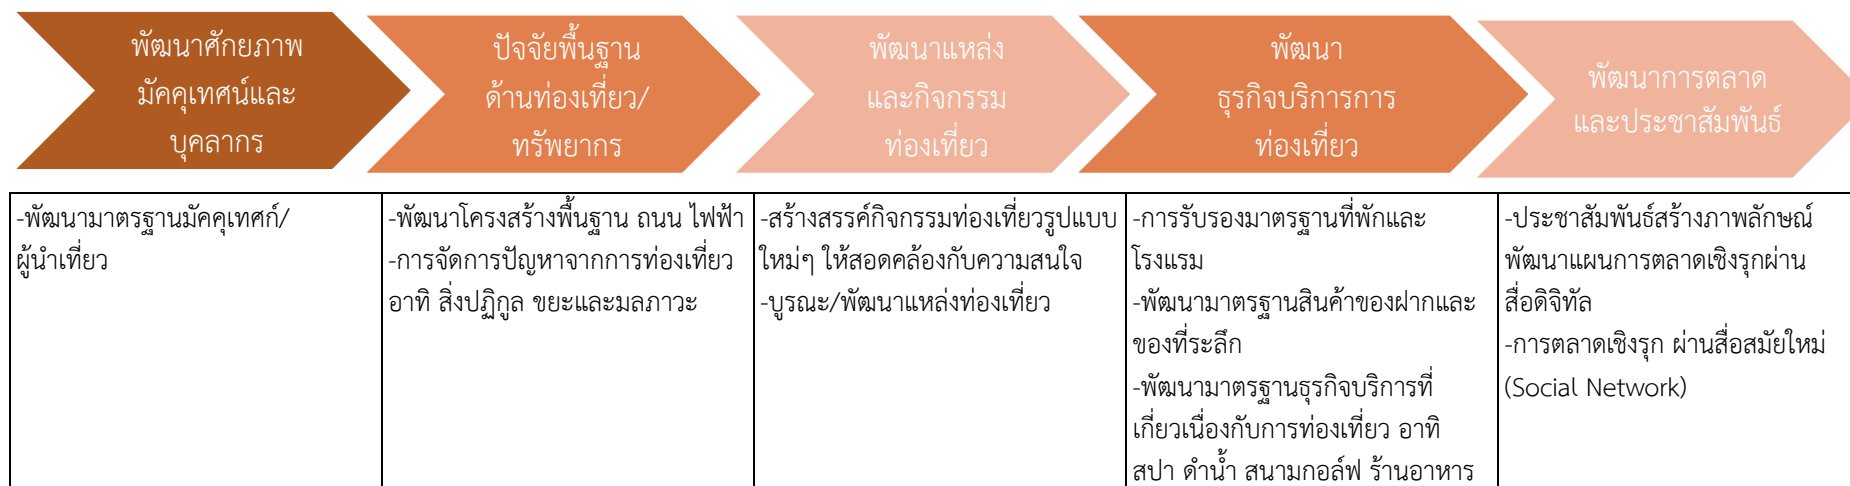 พัฒนาศักยภาพ
มัคคุเทศน์และ
บุคลากร
ปัจจัยพื้นฐาน
ด้านท่องเที่ยว/
ทรัพยากร
พัฒนาแหล่ง
และกิจกรรม
ท่องเที่ยว
พัฒนา
ธุรกิจบริการการ
ท่องเที่ยว
พัฒนาการตลาด
และประชาสัมพันธ์
-พัฒนามาตรฐานมัคคุเทศก์/
ผู้นำเที่ยว
-พัฒนาโครงสร้างพื้นฐาน ถนน ไฟฟ้า
-การจัดการปัญหาจากการท่องเที่ยว
อาทิ สิ่งปฏิกูล ขยะและมลภาวะ
-สร้างสรรค์กิจกรรมท่องเที่ยวรูปแบบ
ใหม่ๆ ให้สอดคล้องกับความสนใจ
-บูรณะ/พัฒนาแหล่งท่องเที่ยว
-การรับรองมาตรฐานที่พักและ
โรงแรม
-พัฒนามาตรฐานสินค้าของฝากและ
ของที่ระลึก
-พัฒนามาตรฐานธุรกิจบริการที่
เกี่ยวเนื่องกับการท่องเที่ยว อาทิ
สปา ดำน้ำ สนามกอล์ฟ ร้านอาหาร
-ประชาสัมพันธ์สร้างภาพลักษณ์
พัฒนาแผนการตลาดเชิงรุกผ่าน
สื่อดิจิทัล
-การตลาดเชิงรุก ผ่านสื่อสมัยใหม่
(Social Network)